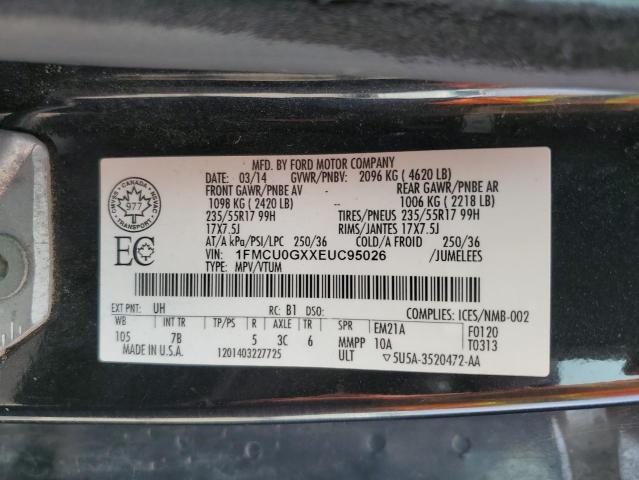 MFD. BY FORD MOTOR COMPANY
03/14 GVWR/PNBV: 2096 KG ( 4620 LB)
FRONT GAWR/PNBE AV REAR GAWR/PNBE AR
1098 KG ( 2420 LB) 1006 KG ( 2218 LB)
235/55R17 99H TIRES/PNEUS 235/55R17 99H
17X7.5J RIMS/JANTES 17X7.5J
AT/A kPa/PSI/LPC 250/36 COLD/A FROID 250/36
VIN: 1FMCU0GXXEUC95026 /JUMELEES
TYPE: MPV/VTUM
CANADA
977
TRANSPORT
CMVSS
NSVAC
EC
EXT PNT: UH RC: B1 DSO: COMPLIES: ICES/NMB-002
WB INT TR TP/PS R AXLE TR SPR EM21A F0120
105 7B 5 3C 6 MMPP 10A T0313
MADE IN U.S.A. 1201403227725 ULT 5U5A-3520472-AA